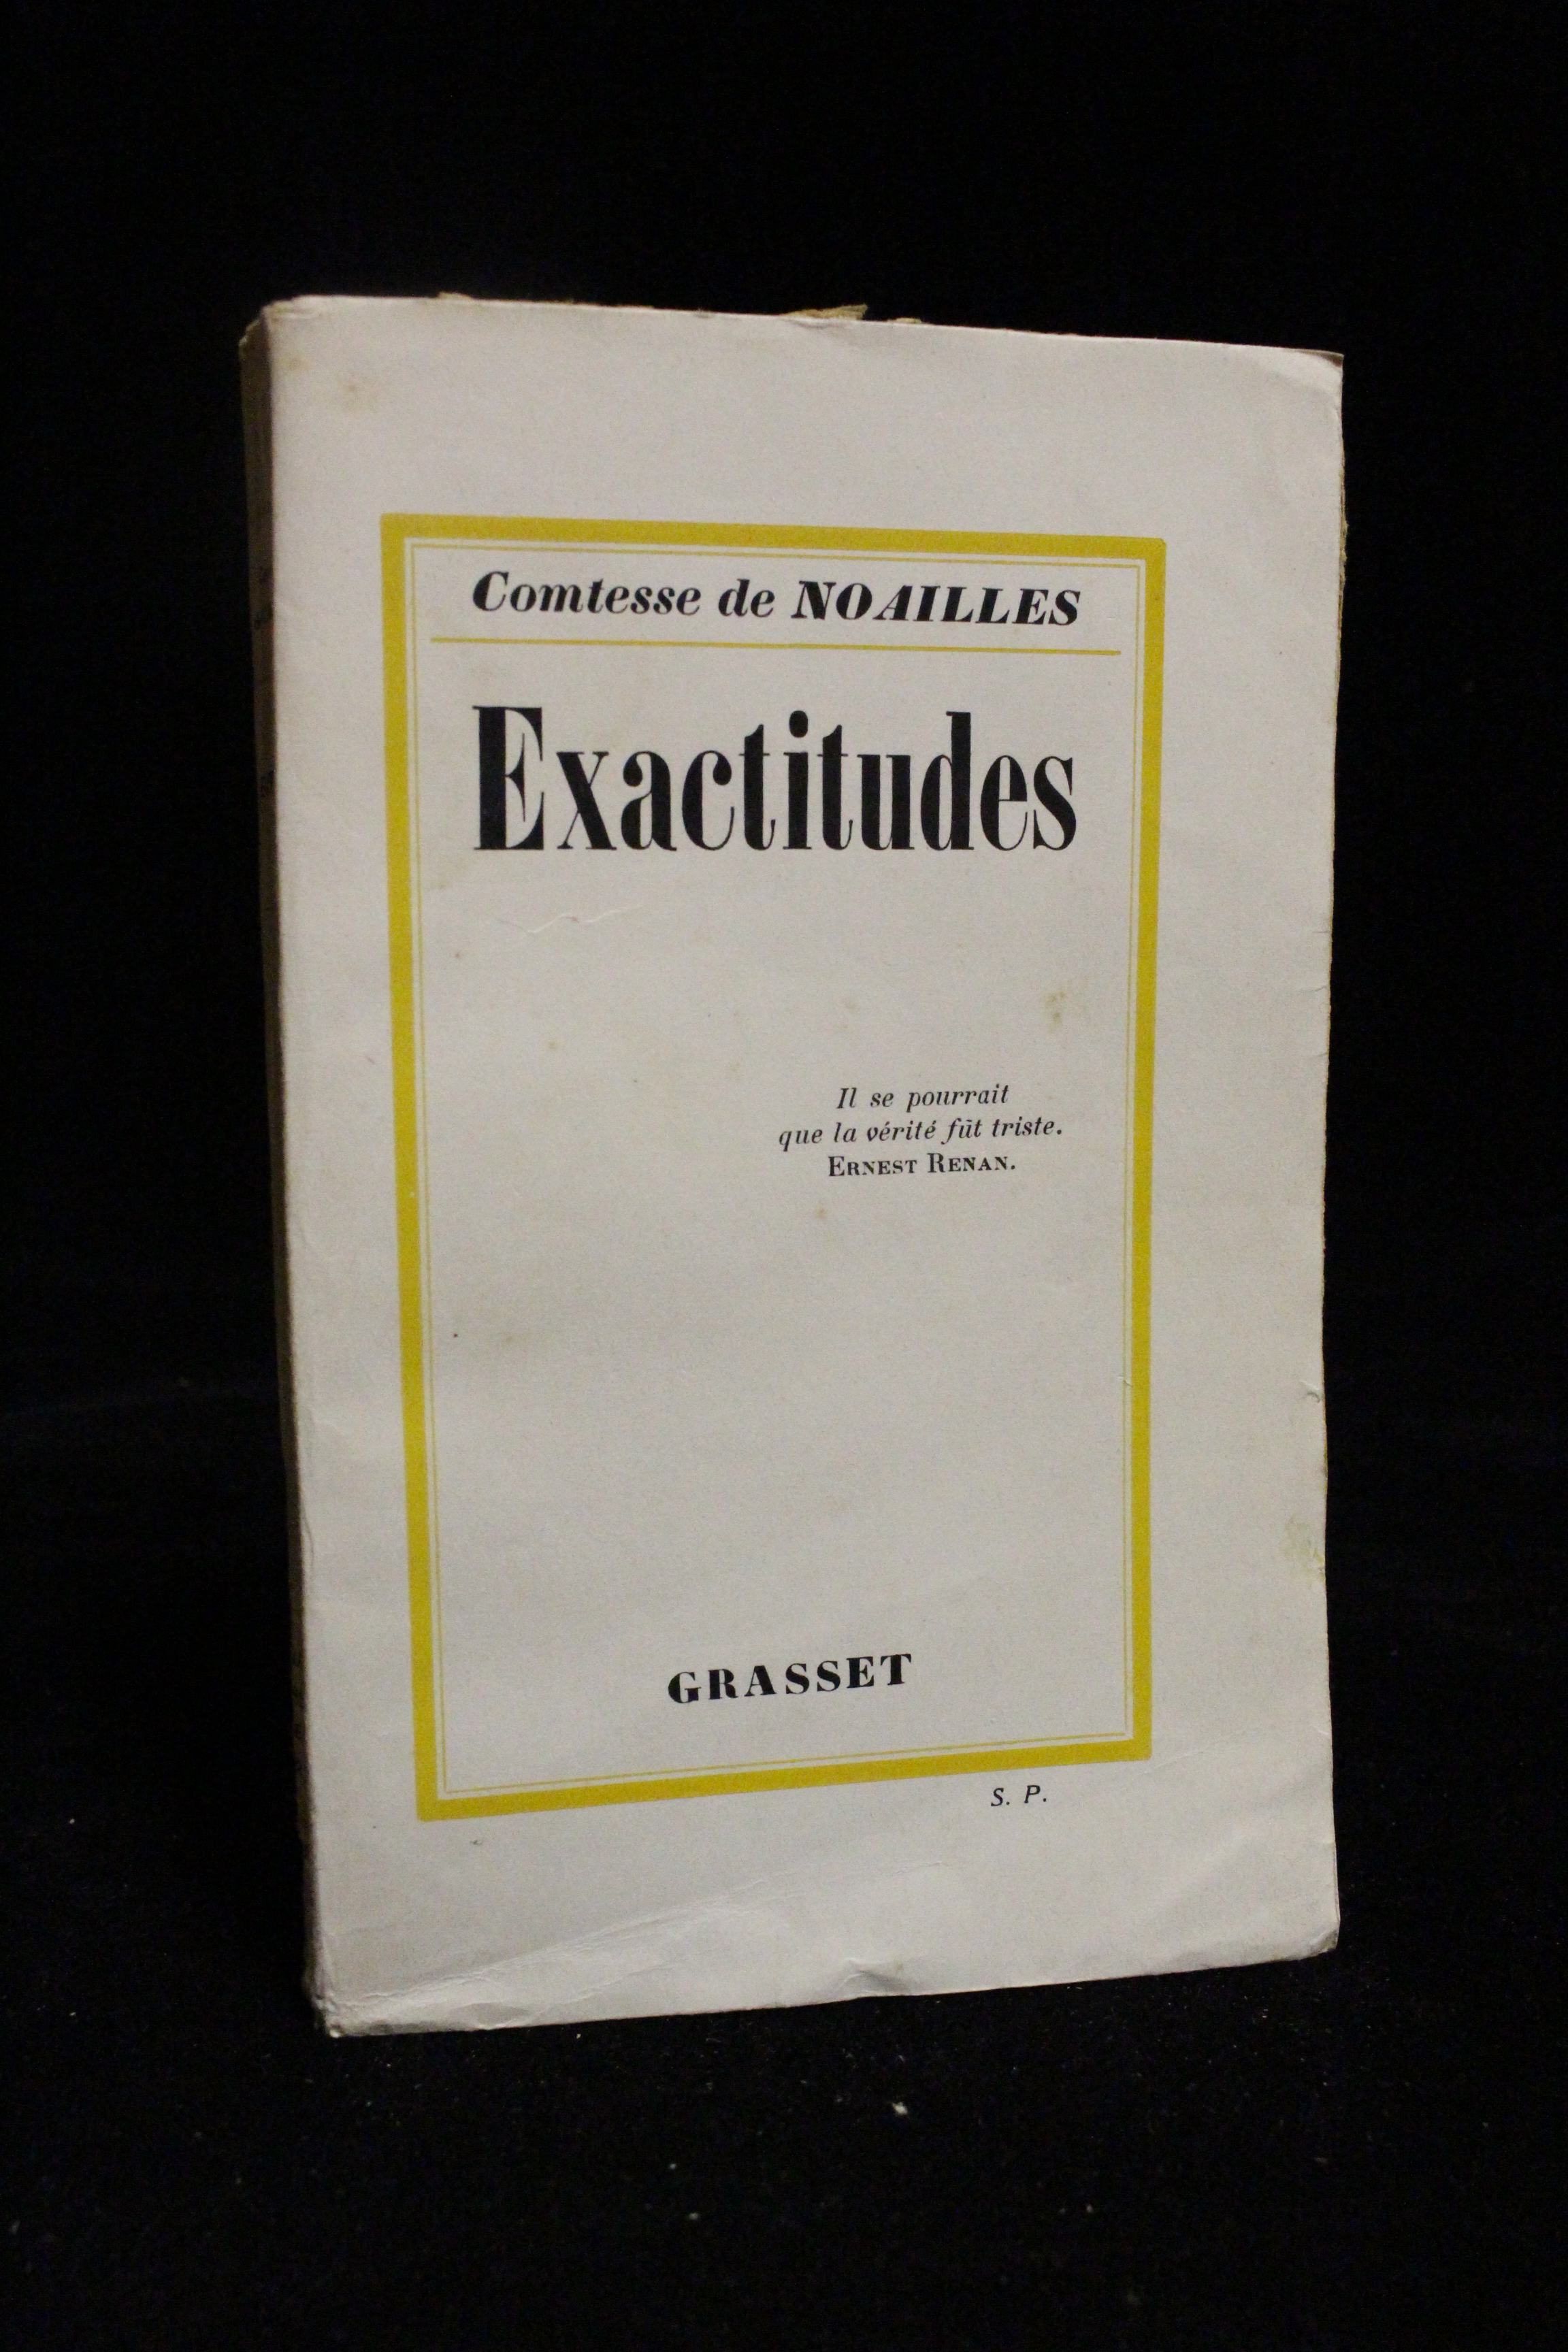 Comtesse de NOAILLES
Exactitudes
Il se pourrait
que la vérité fût triste.
ERNEST RENAN.
GRASSET
S. P.